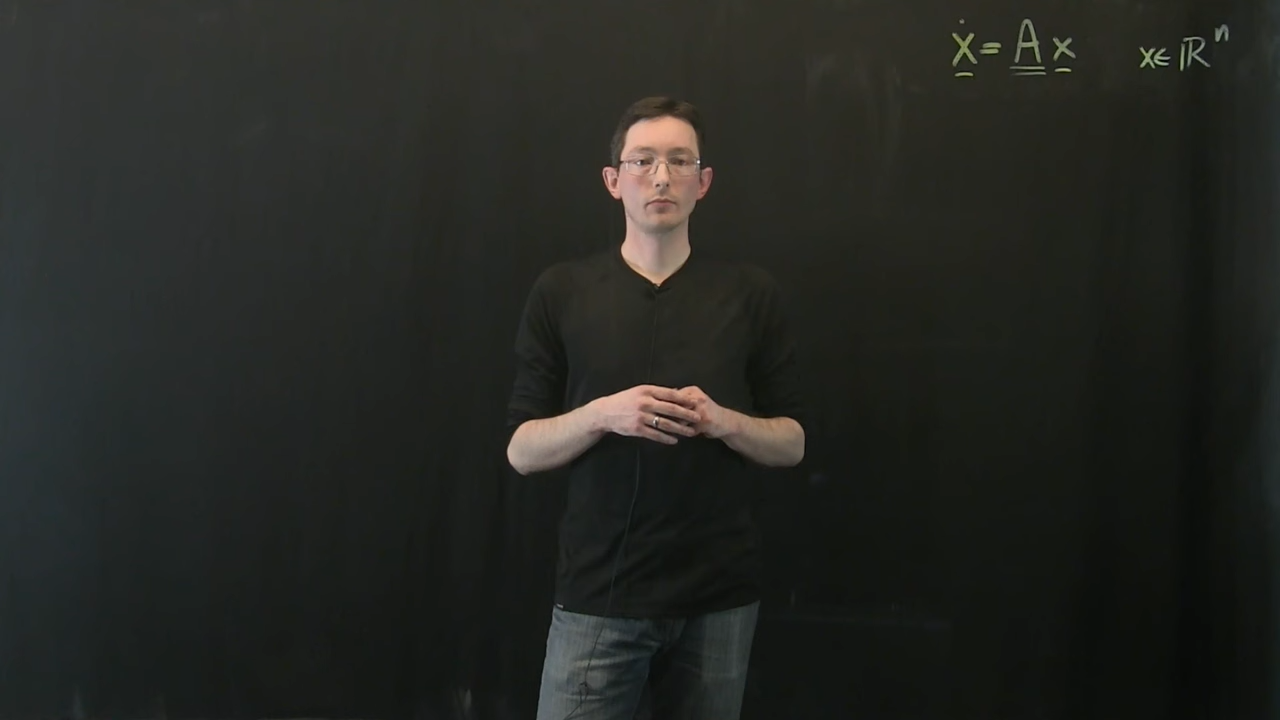 ẋ = A x    x ∈ ℝⁿ